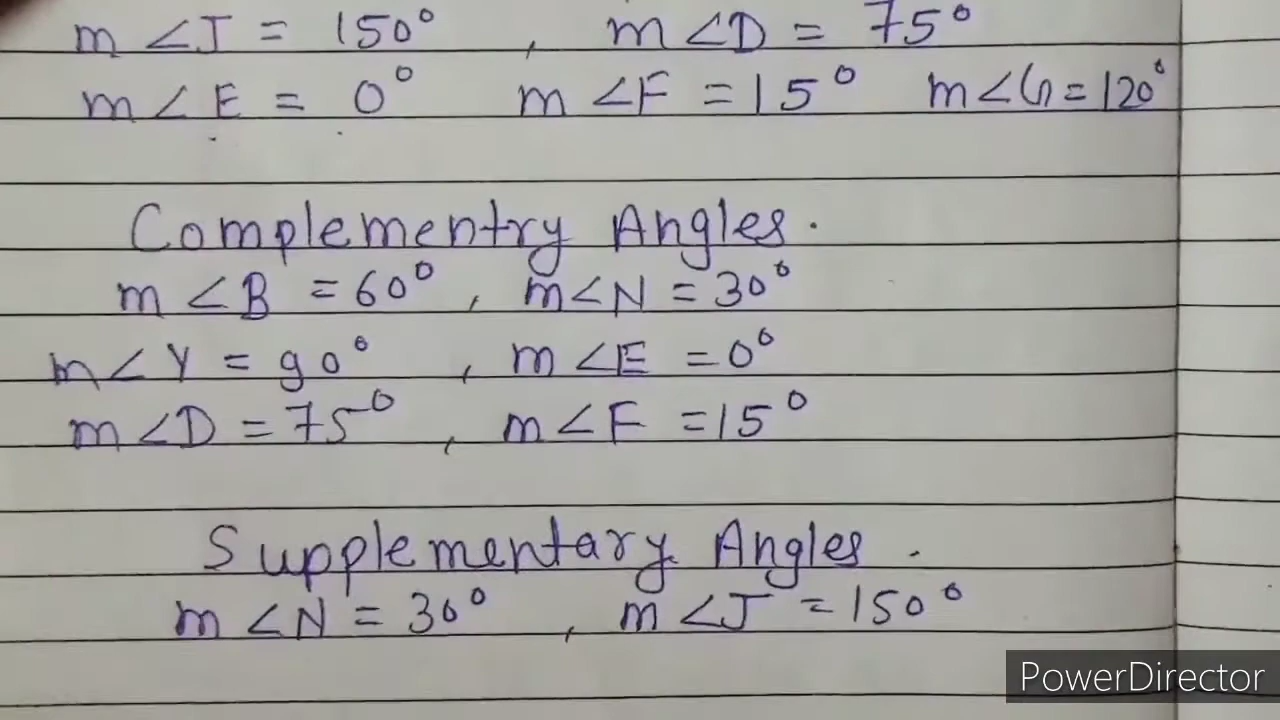 m∠J = 150° , m∠D = 75°
m∠E = 0° m∠F = 15° m∠G = 120°
Complementry Angles.
m∠B = 60° , m∠N = 30°
m∠Y = 90° , m∠E = 0°
m∠D = 75° , m∠F = 15°
Supplementary Angles.
m∠N = 30° , m∠J = 150°
PowerDirector